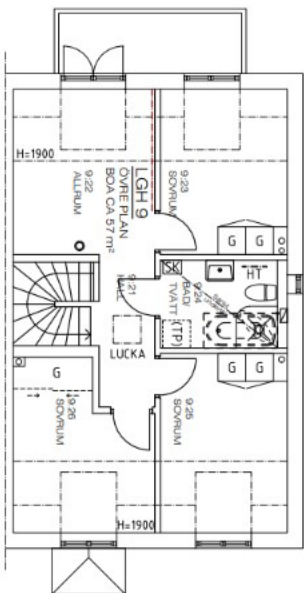 H=1900
LGH 9
ÖVRE PLAN
BOA CA 57 m²
9:22
ALLRUM
9:23
SOVRUM
G
G
9:21
HALL
LUCKA
9:24
BAD/
TVÄTT
SK
(TP)
HT
G
G
9:25
SOVRUM
G
9:26
SOVRUM
H=1900